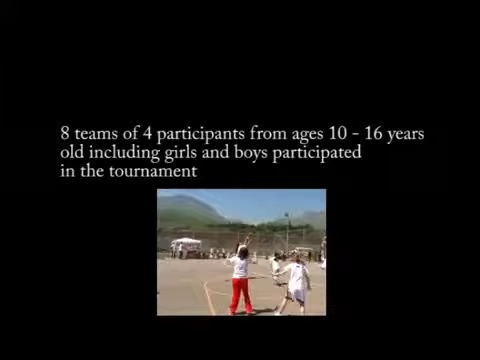 8 teams of 4 participants from ages 10 - 16 years
old including girls and boys participated
in the tournament